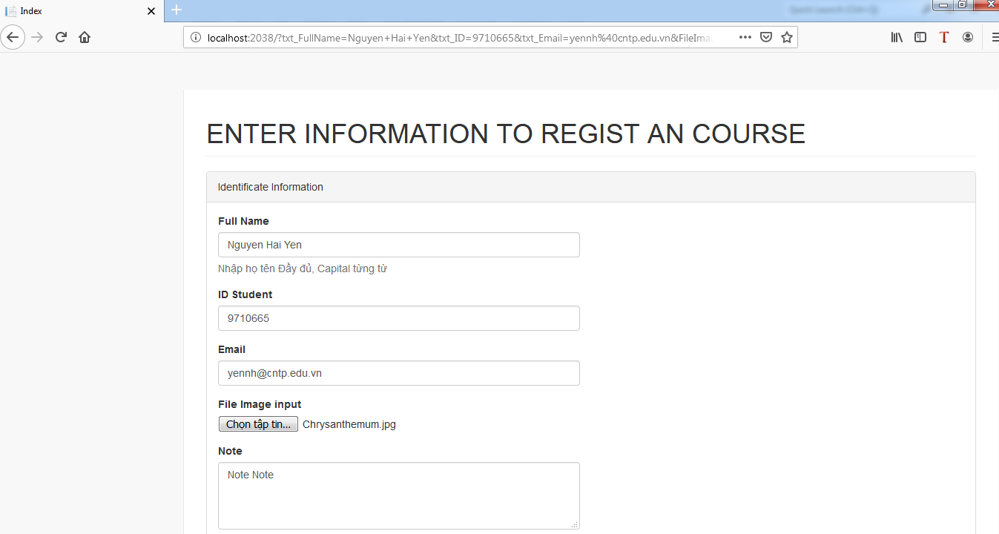 Index
localhost:2038/?txt_FullName=Nguyen+Hai+Yen&txt_ID=9710665&txt_Email=yennh%40cntp.edu.vn&FileIma
ENTER INFORMATION TO REGIST AN COURSE
Identificate Information
Full Name
Nguyen Hai Yen
Nhập họ tên Đầy đủ, Capital từng từ
ID Student
9710665
Email
yennh@cntp.edu.vn
File Image input
Chọn tập tin... Chrysanthemum.jpg
Note
Note Note